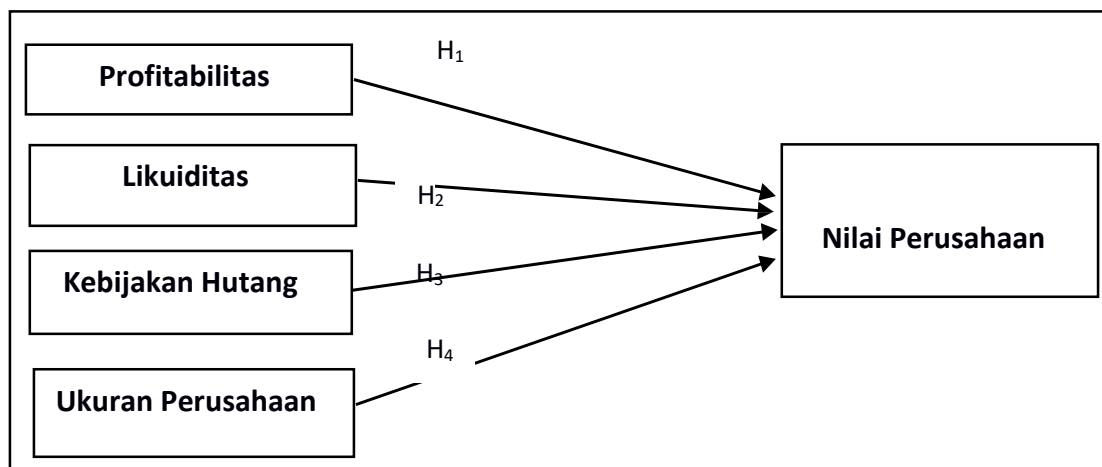 Profitabilitas
H₁
Likuiditas
H₂
Nilai Perusahaan
Kebijakan Hutang
H₃
Ukuran Perusahaan
H₄